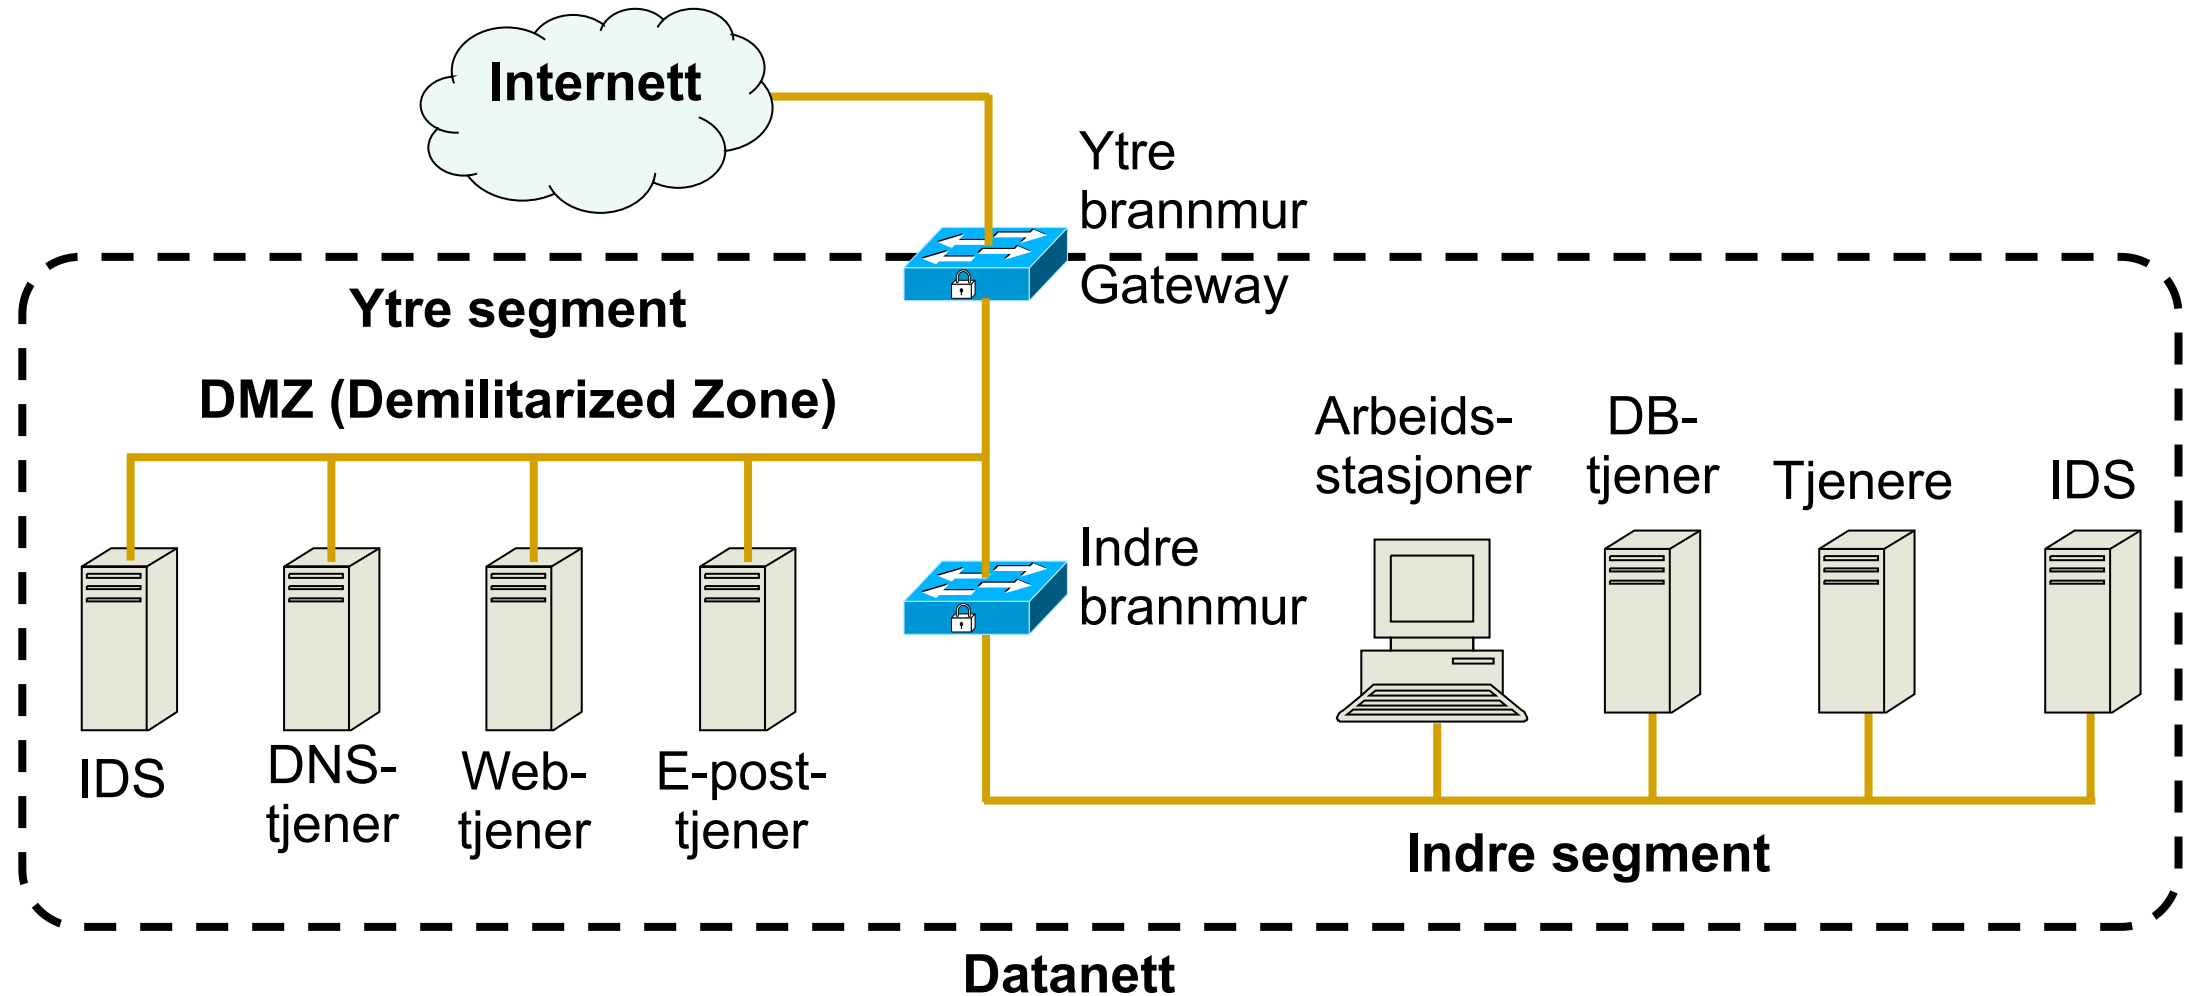 Internett
Ytre
brannmur
Gateway
Ytre segment
DMZ (Demilitarized Zone)
Arbeids-
stasjoner
DB-
tjener
Tjenere
IDS
Indre
brannmur
IDS
DNS-
tjener
Web-
tjener
E-post-
tjener
Indre segment
Datanett